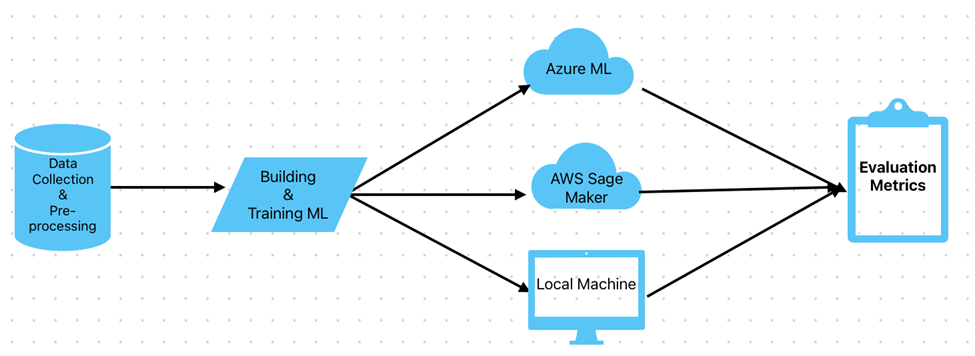 Data
Collection
&
Pre-
processing
Building
&
Training ML
Azure ML
AWS Sage
Maker
Local Machine
Evaluation
Metrics